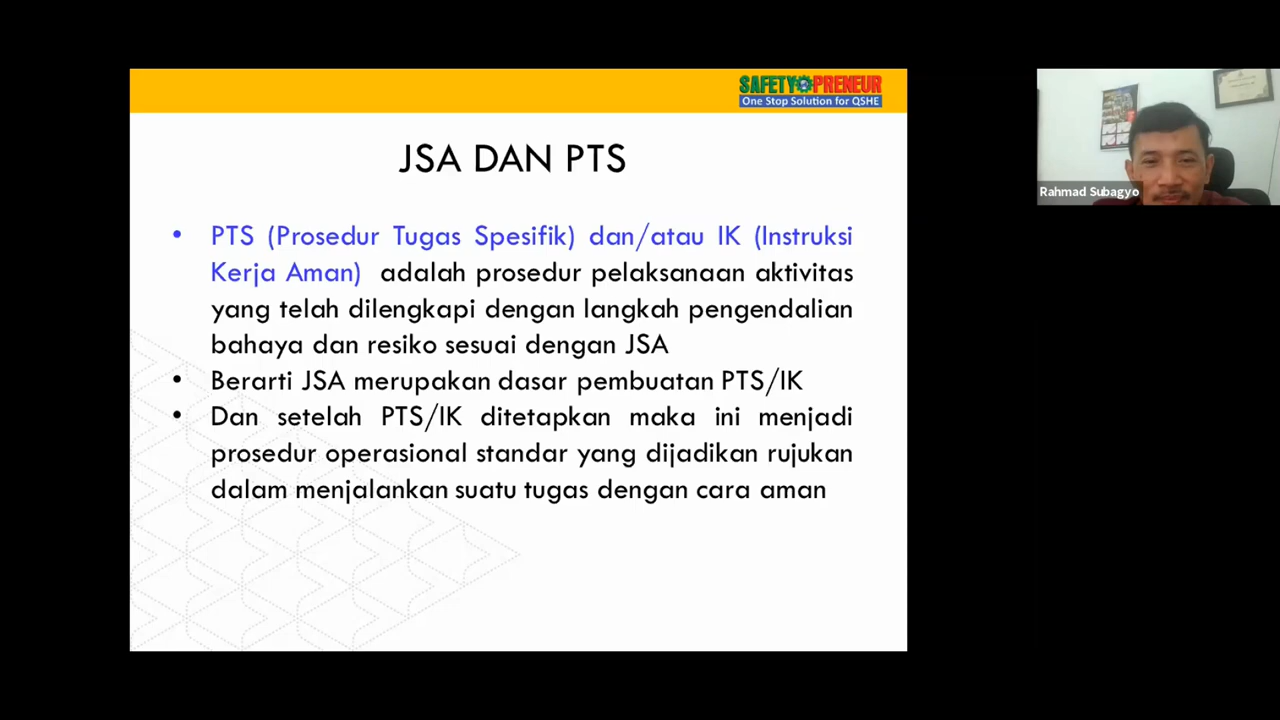 SAFETY PRENEUR
One Stop Solution for QSHE
JSA DAN PTS
• PTS (Prosedur Tugas Spesifik) dan/atau IK (Instruksi
Kerja Aman) adalah prosedur pelaksanaan aktivitas
yang telah dilengkapi dengan langkah pengendalian
bahaya dan resiko sesuai dengan JSA
• Berarti JSA merupakan dasar pembuatan PTS/IK
• Dan setelah PTS/IK ditetapkan maka ini menjadi
prosedur operasional standar yang dijadikan rujukan
dalam menjalankan suatu tugas dengan cara aman
Rahmad Subagyo